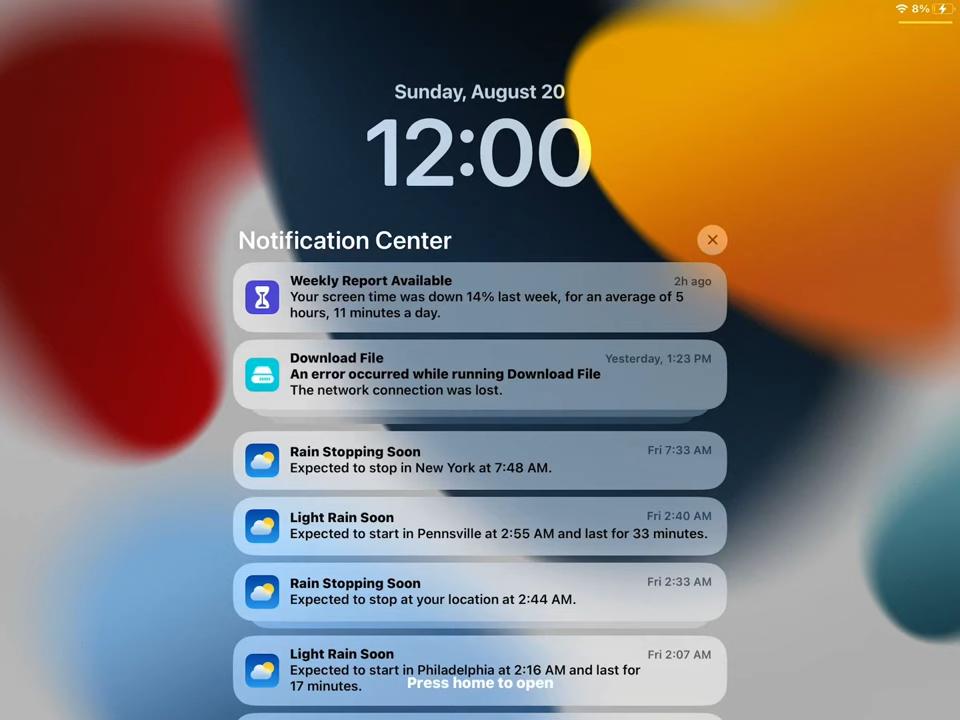 8%
Sunday, August 20
12:00
Notification Center
Weekly Report Available
2h ago
Your screen time was down 14% last week, for an average of 5
hours, 11 minutes a day.
Download File
Yesterday, 1:23 PM
An error occurred while running Download File
The network connection was lost.
Rain Stopping Soon
Fri 7:33 AM
Expected to stop in New York at 7:48 AM.
Light Rain Soon
Fri 2:40 AM
Expected to start in Pennsville at 2:55 AM and last for 33 minutes.
Rain Stopping Soon
Fri 2:33 AM
Expected to stop at your location at 2:44 AM.
Light Rain Soon
Fri 2:07 AM
Expected to start in Philadelphia at 2:16 AM and last for
17 minutes.
Press home to open